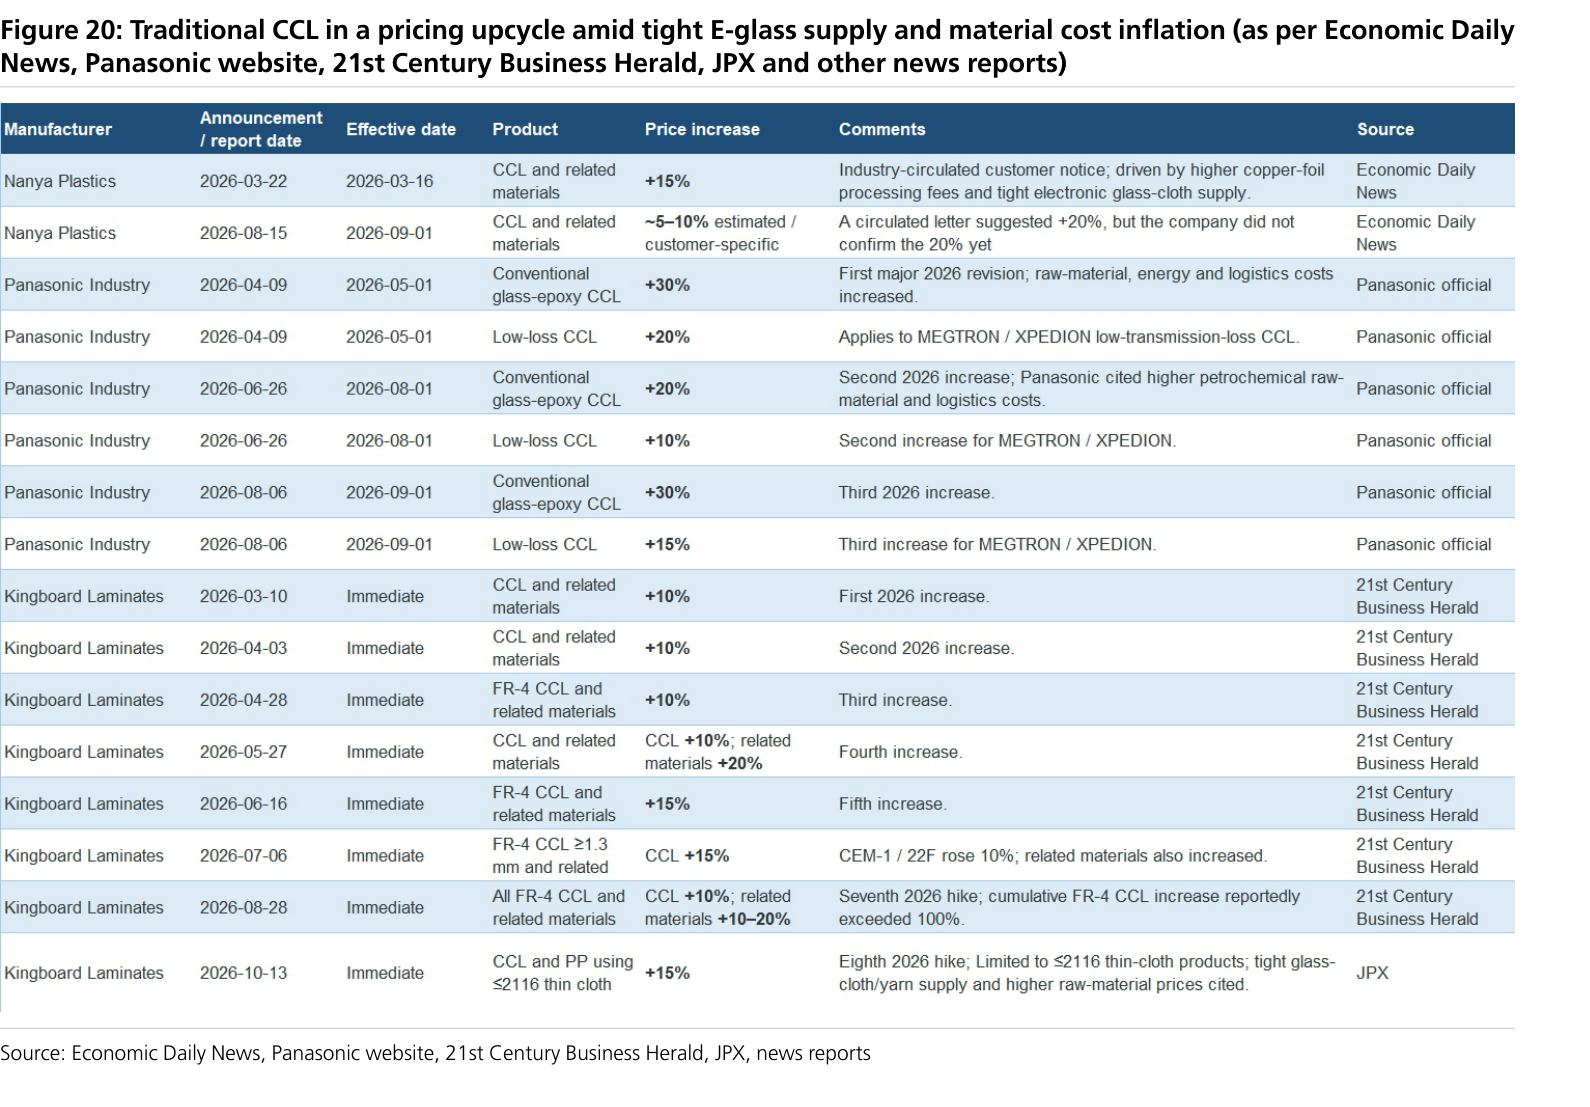 Figure 20: Traditional CCL in a pricing upcycle amid tight E-glass supply and material cost inflation (as per Economic Daily
News, Panasonic website, 21st Century Business Herald, JPX and other news reports)
Manufacturer Announcement / report date Effective date Product Price increase Comments Source
Nanya Plastics 2026-03-22 2026-03-16 CCL and related materials +15% Industry-circulated customer notice; driven by higher copper-foil processing fees and tight electronic glass-cloth supply. Economic Daily News
Nanya Plastics 2026-08-15 2026-09-01 CCL and related materials ~5–10% estimated / customer-specific A circulated letter suggested +20%, but the company did not confirm the 20% yet Economic Daily News
Panasonic Industry 2026-04-09 2026-05-01 Conventional glass-epoxy CCL +30% First major 2026 revision; raw-material, energy and logistics costs increased. Panasonic official
Panasonic Industry 2026-04-09 2026-05-01 Low-loss CCL +20% Applies to MEGTRON / XPEDION low-transmission-loss CCL. Panasonic official
Panasonic Industry 2026-06-26 2026-08-01 Conventional glass-epoxy CCL +20% Second 2026 increase; Panasonic cited higher petrochemical raw-material and logistics costs. Panasonic official
Panasonic Industry 2026-06-26 2026-08-01 Low-loss CCL +10% Second increase for MEGTRON / XPEDION. Panasonic official
Panasonic Industry 2026-08-06 2026-09-01 Conventional glass-epoxy CCL +30% Third 2026 increase. Panasonic official
Panasonic Industry 2026-08-06 2026-09-01 Low-loss CCL +15% Third increase for MEGTRON / XPEDION. Panasonic official
Kingboard Laminates 2026-03-10 Immediate CCL and related materials +10% First 2026 increase. 21st Century Business Herald
Kingboard Laminates 2026-04-03 Immediate CCL and related materials +10% Second 2026 increase. 21st Century Business Herald
Kingboard Laminates 2026-04-28 Immediate FR-4 CCL and related materials +10% Third increase. 21st Century Business Herald
Kingboard Laminates 2026-05-27 Immediate CCL and related materials CCL +10%; related materials +20% Fourth increase. 21st Century Business Herald
Kingboard Laminates 2026-06-16 Immediate FR-4 CCL and related materials +15% Fifth increase. 21st Century Business Herald
Kingboard Laminates 2026-07-06 Immediate FR-4 CCL ≥1.3 mm and related CCL +15% CEM-1 / 22F rose 10%; related materials also increased. 21st Century Business Herald
Kingboard Laminates 2026-08-28 Immediate All FR-4 CCL and related materials CCL +10%; related materials +10–20% Seventh 2026 hike; cumulative FR-4 CCL increase reportedly exceeded 100%. 21st Century Business Herald
Kingboard Laminates 2026-10-13 Immediate CCL and PP using ≤2116 thin cloth +15% Eighth 2026 hike; Limited to ≤2116 thin-cloth products; tight glass-cloth/yarn supply and higher raw-material prices cited. JPX
Source: Economic Daily News, Panasonic website, 21st Century Business Herald, JPX, news reports